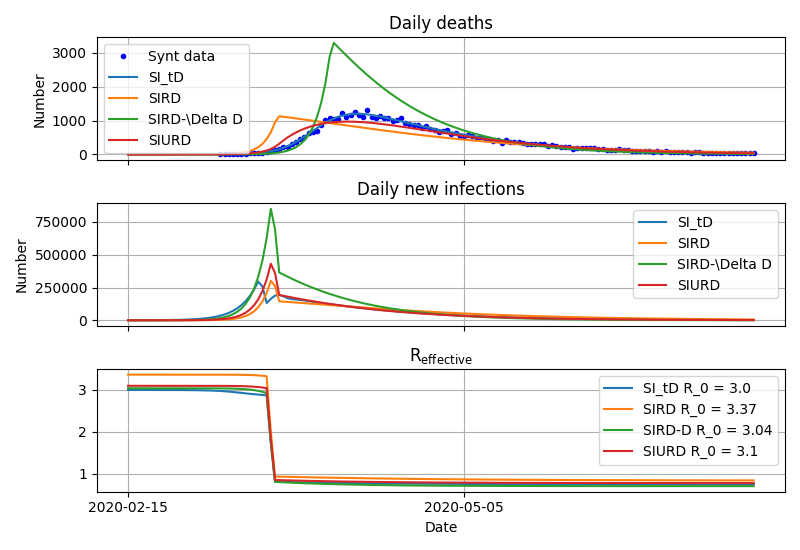 Daily deaths
Number
3000
2000
1000
0
Synt data
SI_tD
SIRD
SIRD-\Delta D
SIURD
Daily new infections
Number
750000
500000
250000
0
SI_tD
SIRD
SIRD-\Delta D
SIURD
R_effective
3
2
1
SI_tD R_0 = 3.0
SIRD R_0 = 3.37
SIRD-D R_0 = 3.04
SIURD R_0 = 3.1
2020-02-15
2020-05-05
Date